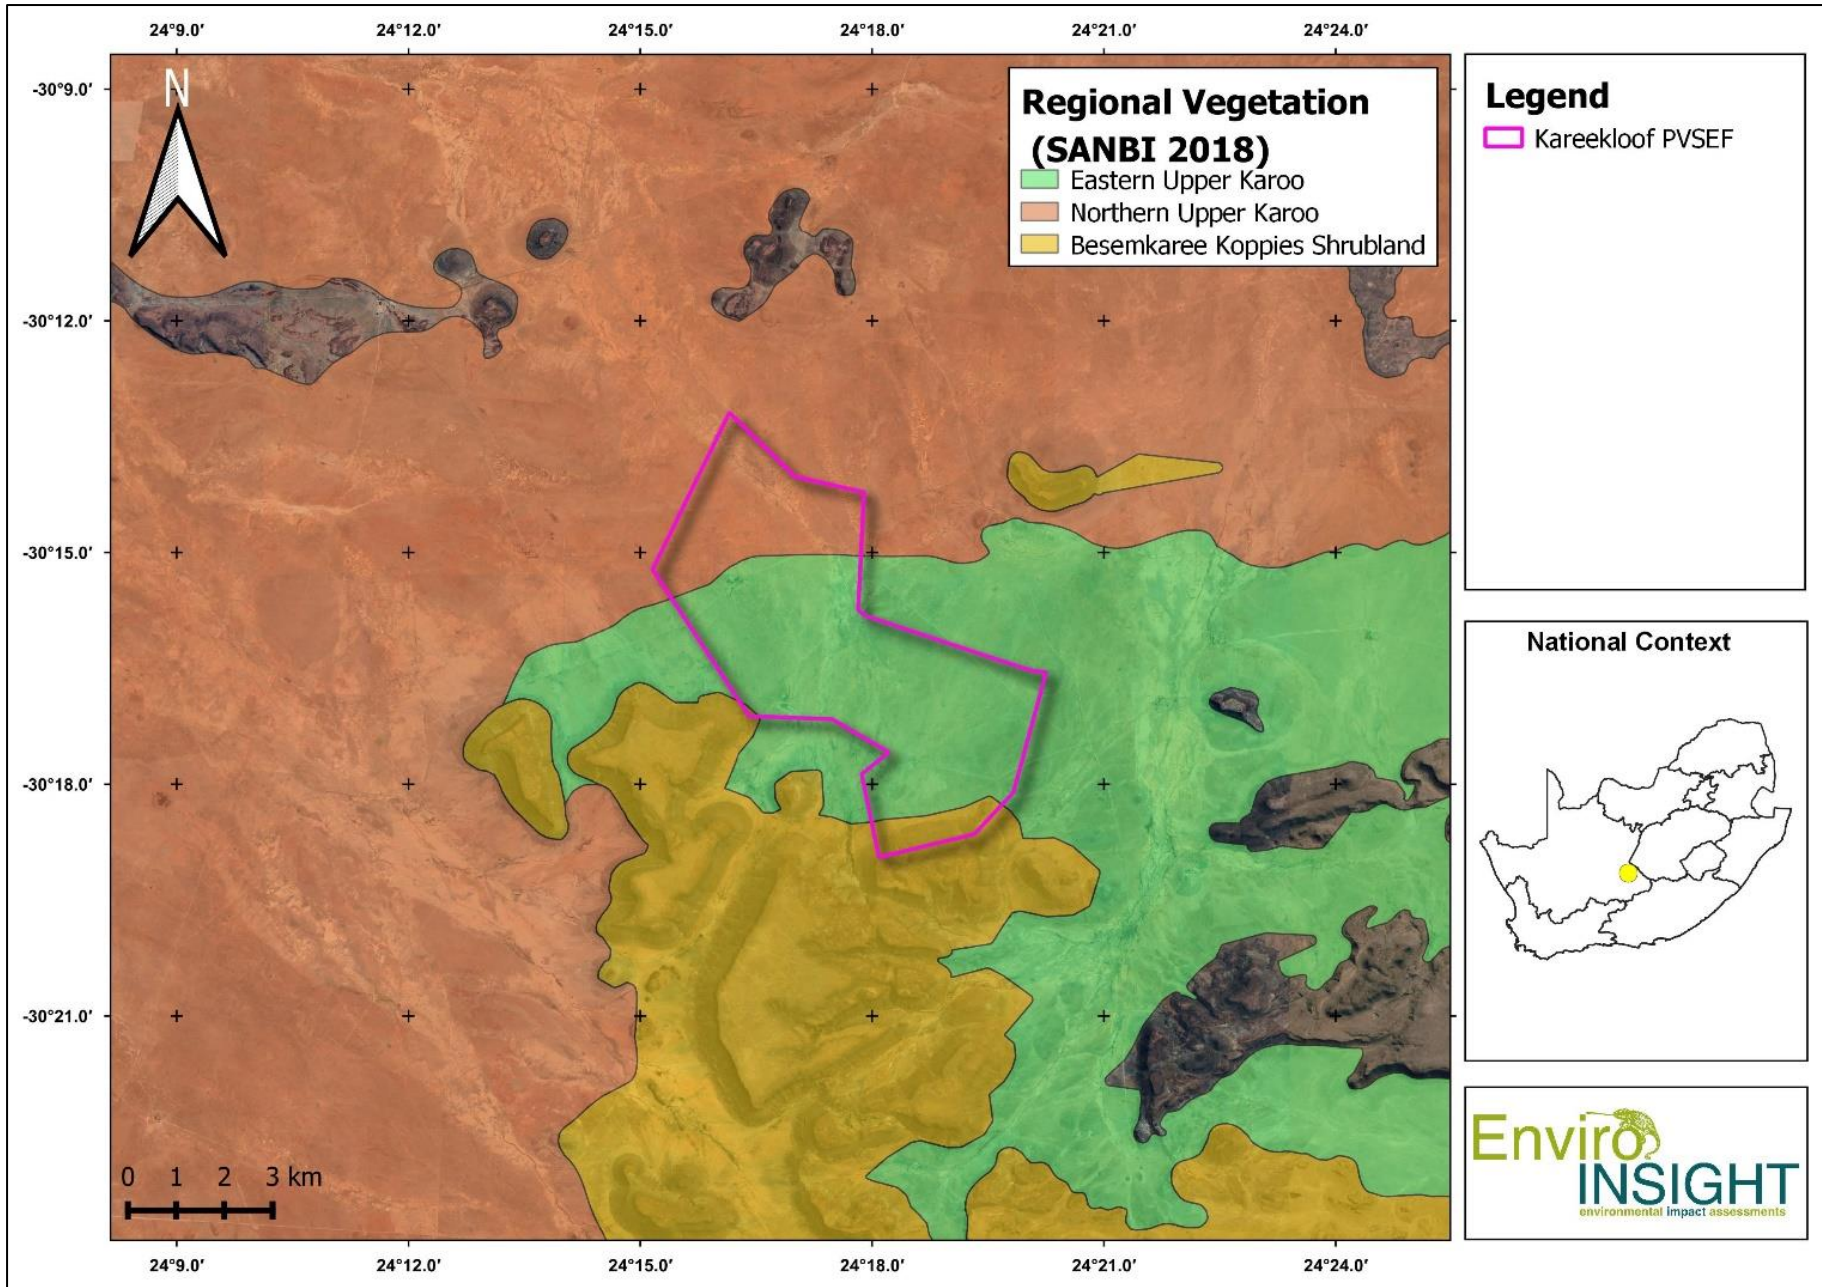 24°9.0' 24°12.0' 24°15.0' 24°18.0' 24°21.0' 24°24.0'
-30°9.0'
-30°12.0'
-30°15.0'
-30°18.0'
-30°21.0'
N
Regional Vegetation
(SANBI 2018)
Eastern Upper Karoo
Northern Upper Karoo
Besemkaree Koppies Shrubland
0 1 2 3 km
24°9.0' 24°12.0' 24°15.0' 24°18.0' 24°21.0' 24°24.0'
Legend
Kareekloof PVSEF
National Context
Enviro
INSIGHT
environmental impact assessments